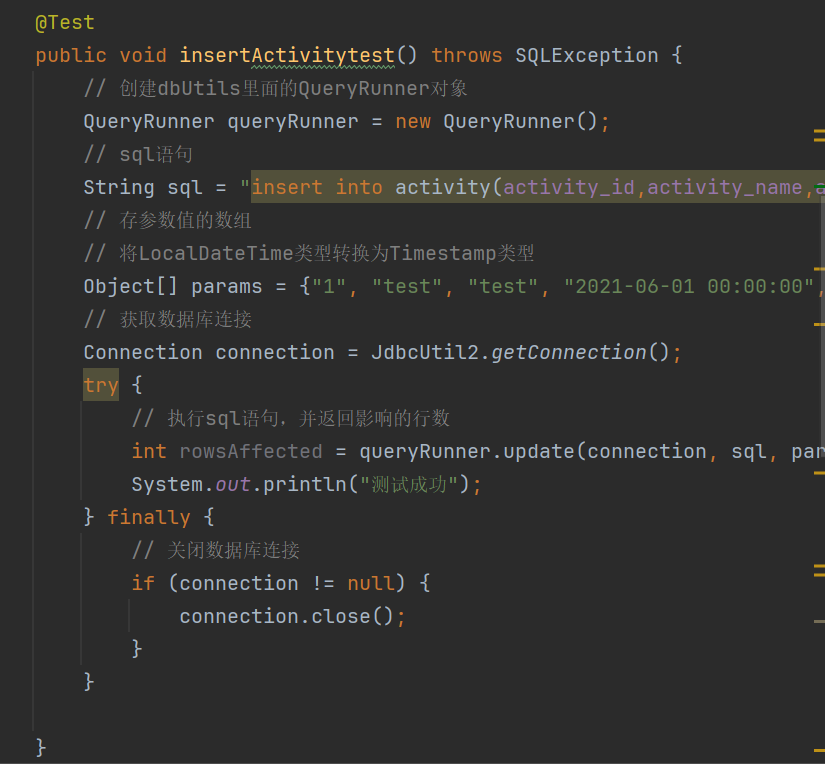 @Test
public void insertActivitytest() throws SQLException {
// 创建dbUtils里面的QueryRunner对象
QueryRunner queryRunner = new QueryRunner();
// sql语句
String sql = "insert into activity(activity_id,activity_name,
// 存参数值的数组
// 将LocalDateTime类型转换为Timestamp类型
Object[] params = {"1", "test", "test", "2021-06-01 00:00:00",
// 获取数据库连接
Connection connection = JdbcUtil2.getConnection();
try {
// 执行sql语句，并返回影响的行数
int rowsAffected = queryRunner.update(connection, sql, par
System.out.println("测试成功");
} finally {
// 关闭数据库连接
if (connection != null) {
connection.close();
}
}
}